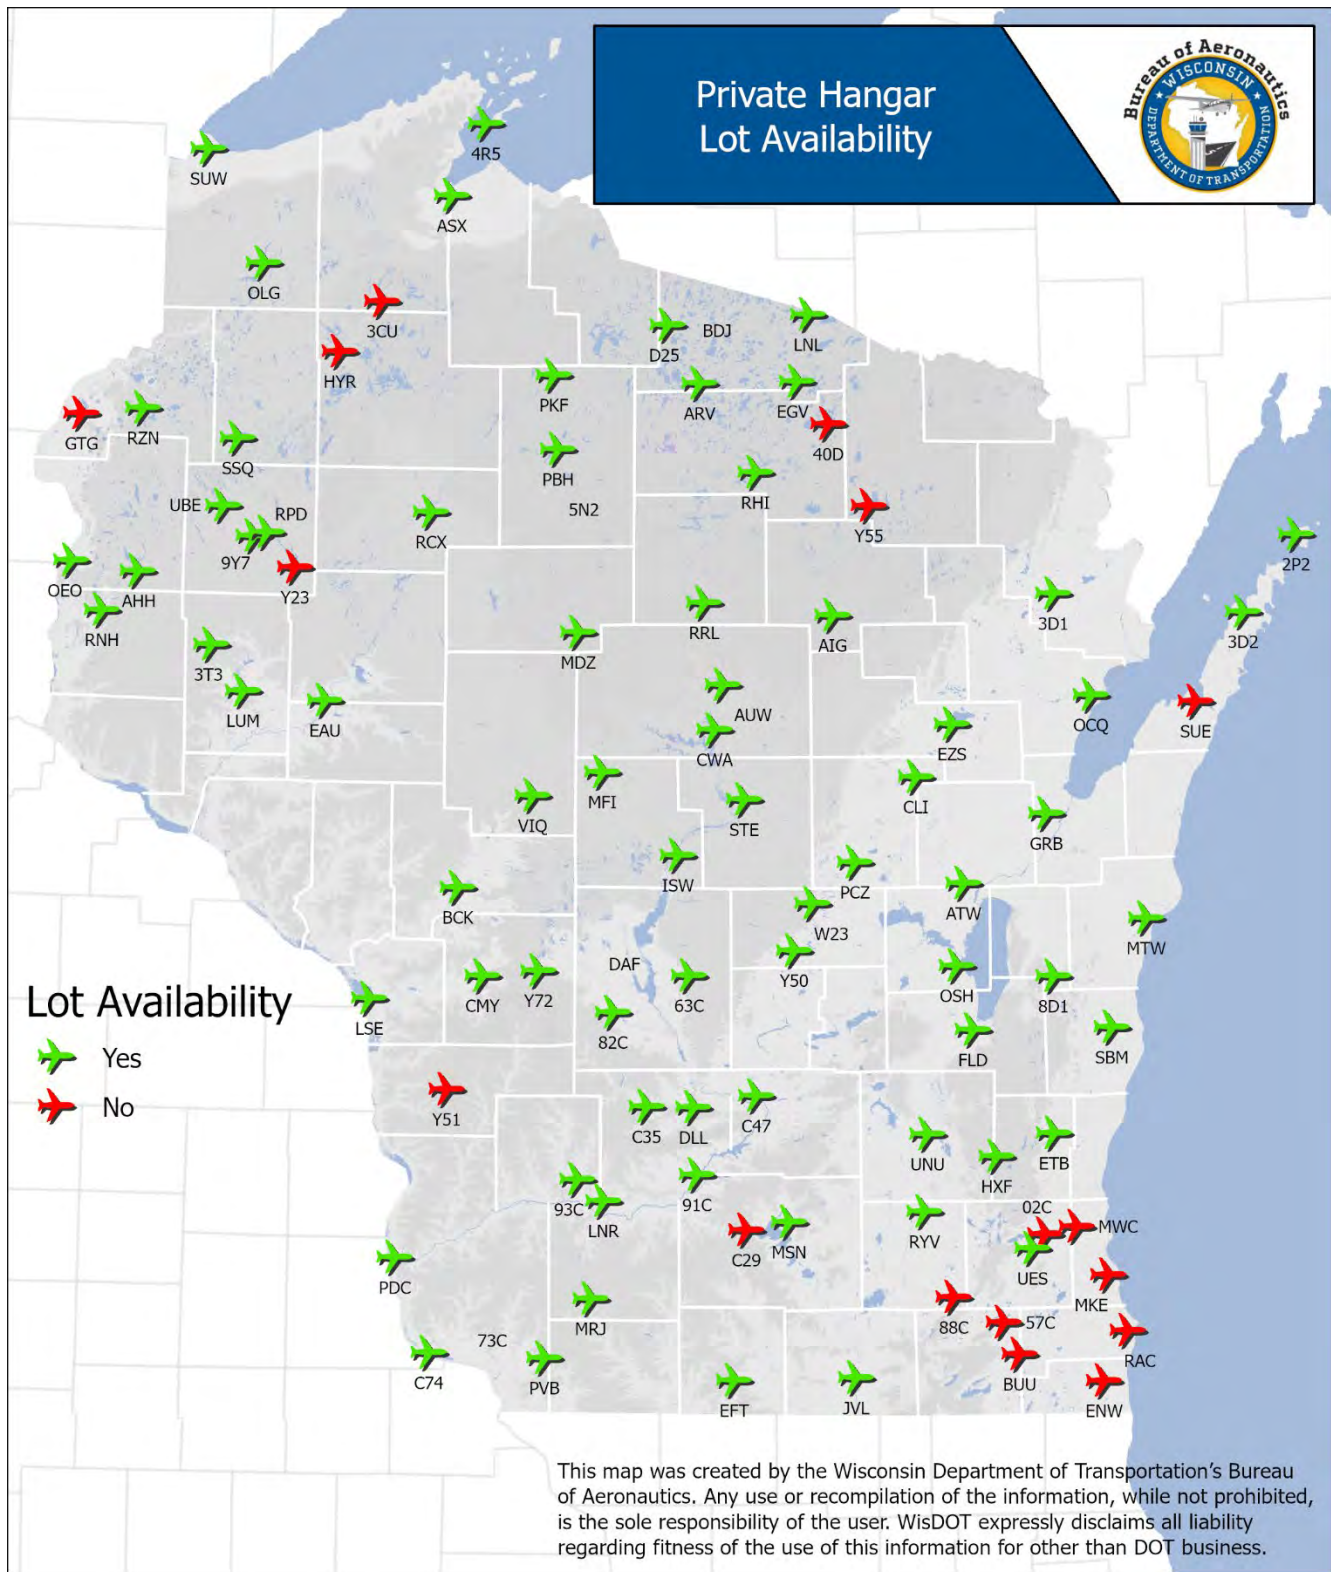 Private Hangar
Lot Availability
Bureau of Aeronautics
WISCONSIN
DEPARTMENT OF TRANSPORTATION
4R5
SUW
ASX
OLG
3CU
LNL
BDJ
D25
HYR
PKF
ARV
EGV
GTG
RZN
40D
SSQ
PBH
RHI
UBE
5N2
RPD
RCX
Y55
9Y7
OEO
2P2
AHH
Y23
RNH
3D1
RRL
3D2
AIG
MDZ
3T3
LUM
AUW
EAU
OCQ
SUE
EZS
CWA
MFI
CLI
VIQ
STE
GRB
ISW
PCZ
BCK
ATW
W23
MTW
DAF
CMY
Y72
63C
Y50
OSH
8D1
Lot Availability
LSE
82C
FLD
SBM
Yes
No
Y51
C35
DLL
C47
UNU
ETB
HXF
93C
91C
02C
LNR
MWC
RYV
C29
MSN
UES
PDC
MKE
MRJ
88C
57C
73C
RAC
C74
PVB
BUU
EFT
JVL
ENW
This map was created by the Wisconsin Department of Transportation's Bureau
of Aeronautics. Any use or recompilation of the information, while not prohibited,
is the sole responsibility of the user. WisDOT expressly disclaims all liability
regarding fitness of the use of this information for other than DOT business.